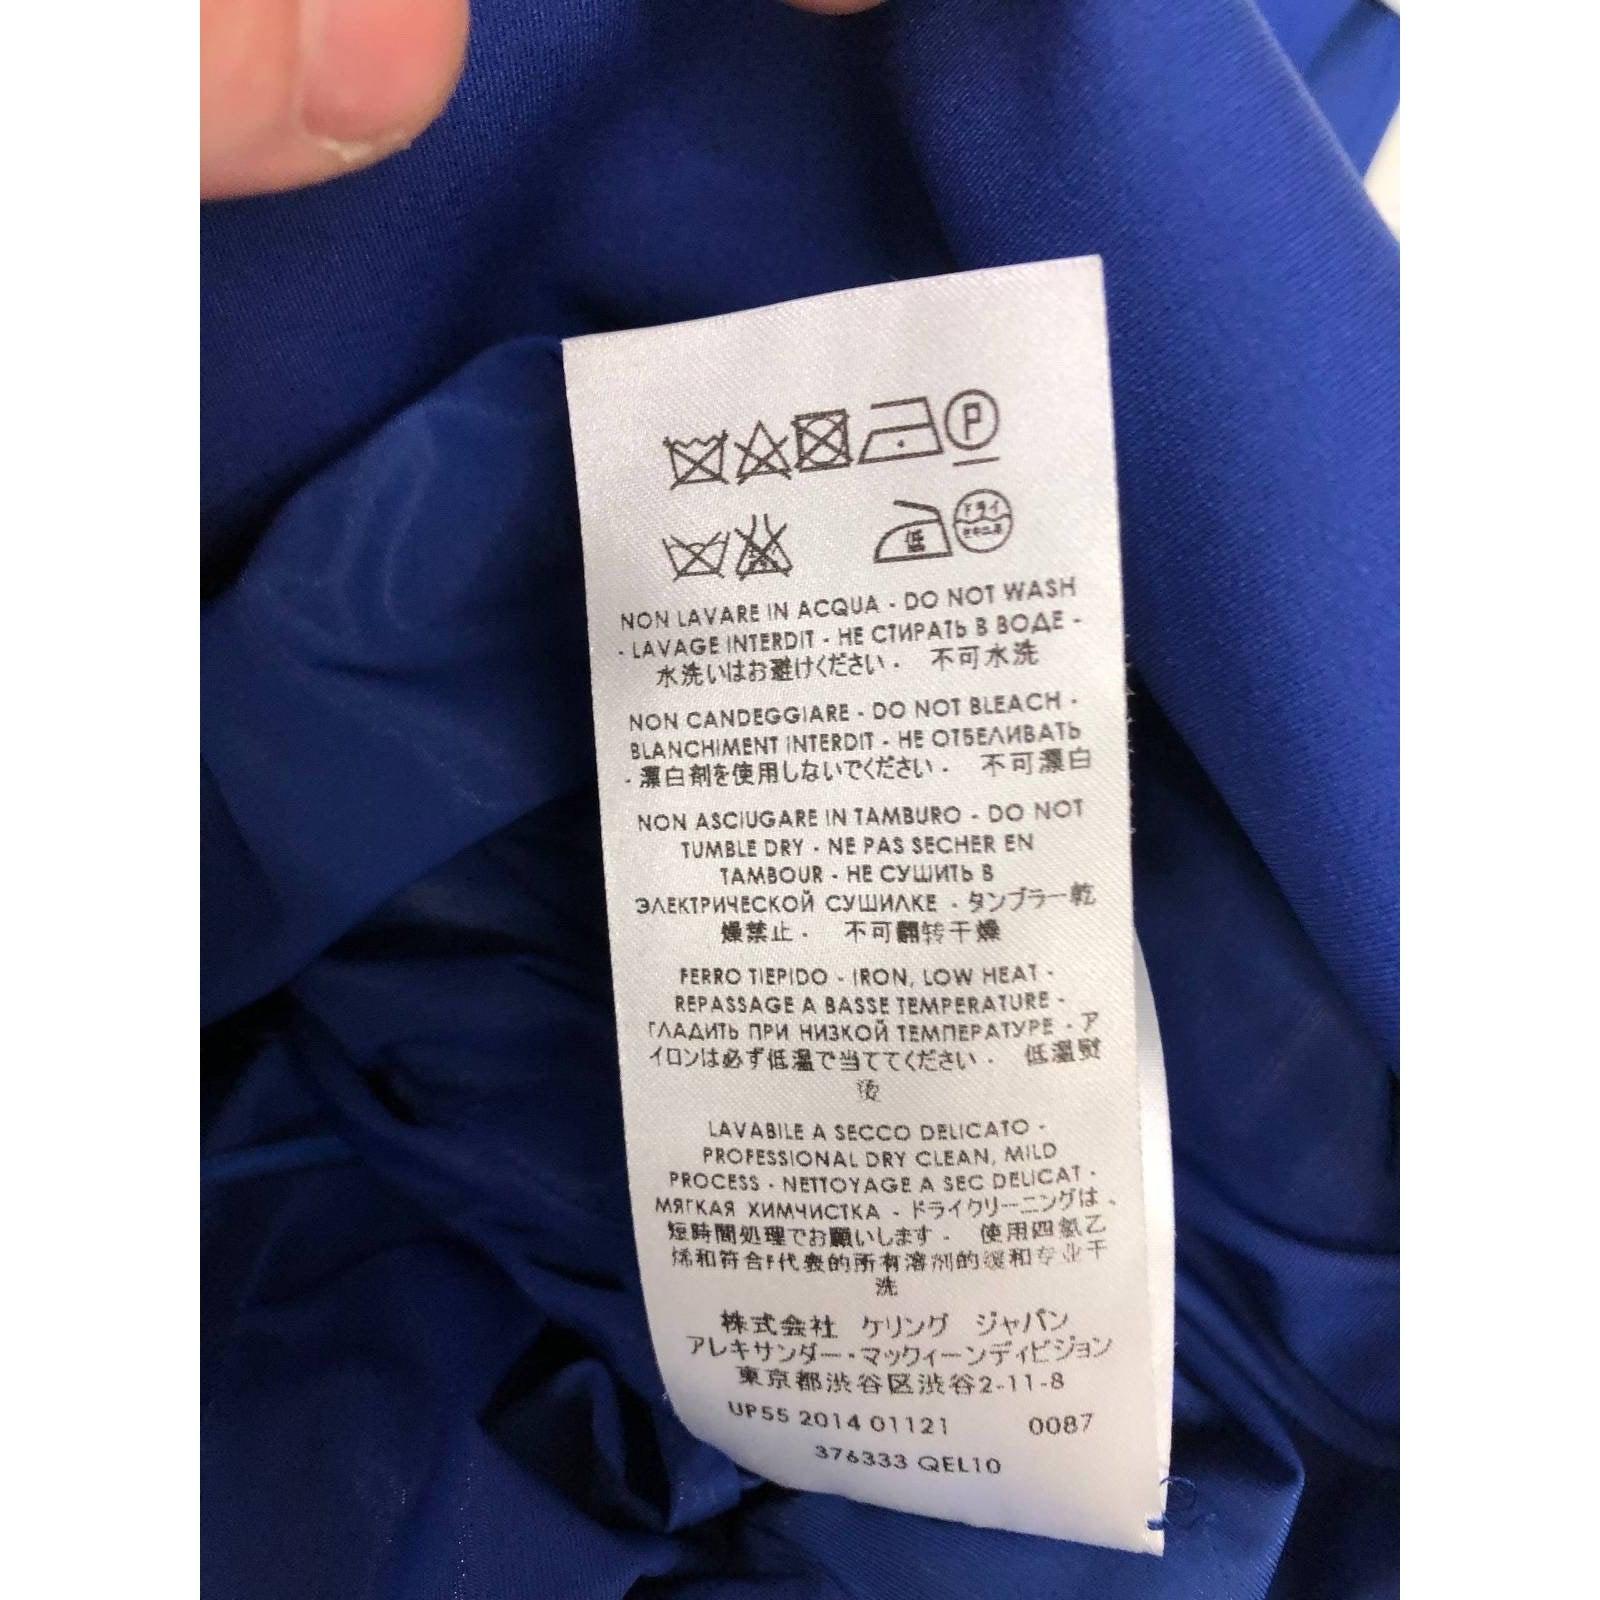 P
低 ドライ
NON LAVARE IN ACQUA - DO NOT WASH
- LAVAGE INTERDIT - НЕ СТИРАТЬ В ВОДЕ -
水洗いはお避けください - 不可水洗
NON CANDEGGIARE - DO NOT BLEACH -
BLANCHIMENT INTERDIT - НЕ ОТБЕЛИВАТЬ
- 漂白剤を使用しないでください - 不可漂白
NON ASCIUGARE IN TAMBURO - DO NOT
TUMBLE DRY - NE PAS SECHER EN
TAMBOUR - НЕ СУШИТЬ В
ЭЛЕКТРИЧЕСКОЙ СУШИЛКЕ - タンブラー乾
燥禁止 - 不可翻转干燥
FERRO TIEPIDO - IRON, LOW HEAT -
REPASSAGE A BASSE TEMPERATURE -
ГЛАДИТЬ ПРИ НИЗКОЙ ТЕМПЕРАТУРЕ - ア
イロンは必ず低温で当ててください - 低温熨
烫
LAVABILE A SECCO DELICATO -
PROFESSIONAL DRY CLEAN, MILD
PROCESS - NETTOYAGE A SEC DELICAT -
МЯГКАЯ ХИМЧИСТКА - ドライクリーニングは、
短時間処理でお願いします - 使用四氯乙
烯和符合F代表的所有溶剂的缓和专业干
洗
株式会社 ケリング ジャパン
アレキサンダー・マックィーンディビジョン
東京都渋谷区渋谷2-11-8
UP55 2014 01121 0087
376333 QEL10